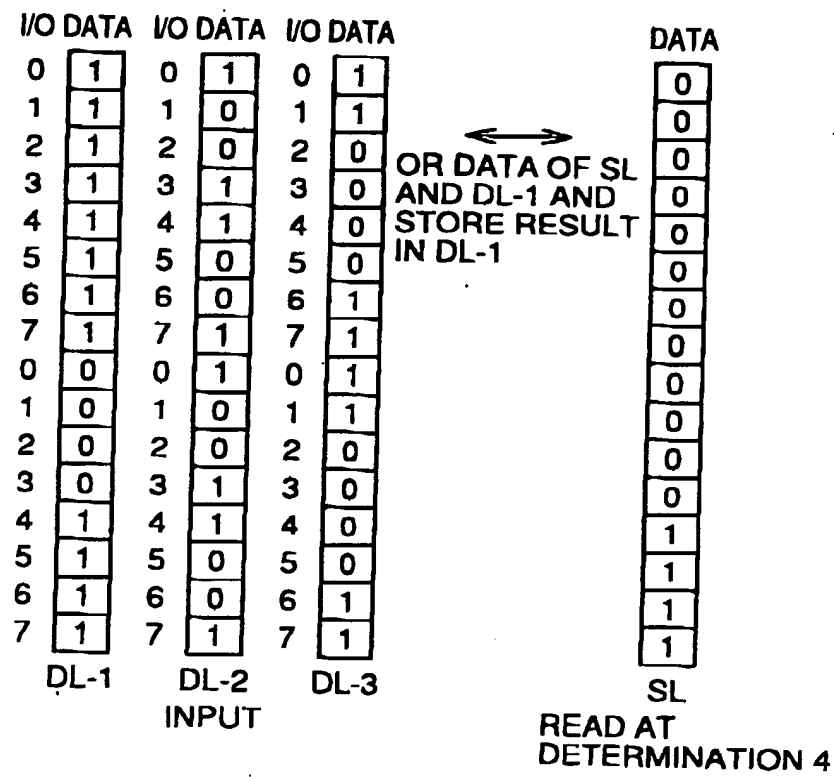 I/O DATA I/O DATA I/O DATA DATA
0 1 0 1 0 1 0
1 1 1 0 1 1 0
2 1 2 0 2 0 0
3 1 3 1 3 0 0
4 1 4 1 4 0 0
5 1 5 0 5 0 0
6 1 6 0 6 1 0
7 1 7 1 7 1 0
0 0 0 1 0 1 0
1 0 1 0 1 1 0
2 0 2 0 2 0 0
3 0 3 1 3 0 0
4 1 4 1 4 0 1
5 1 5 0 5 0 1
6 1 6 0 6 1 1
7 1 7 1 7 1 1
OR DATA OF SL
AND DL-1 AND
STORE RESULT
IN DL-1
DL-1 DL-2 DL-3 SL
INPUT
READ AT
DETERMINATION 4